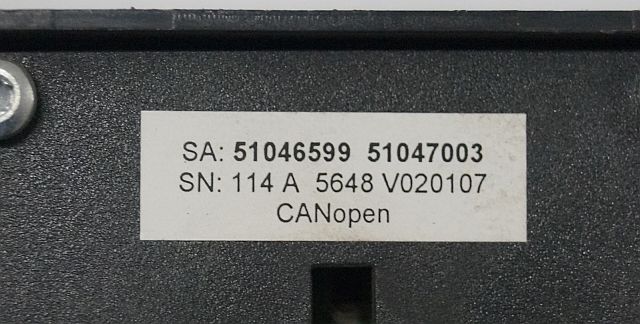 SA: 51046599 51047003
SN: 114 A 5648 V020107
CANopen